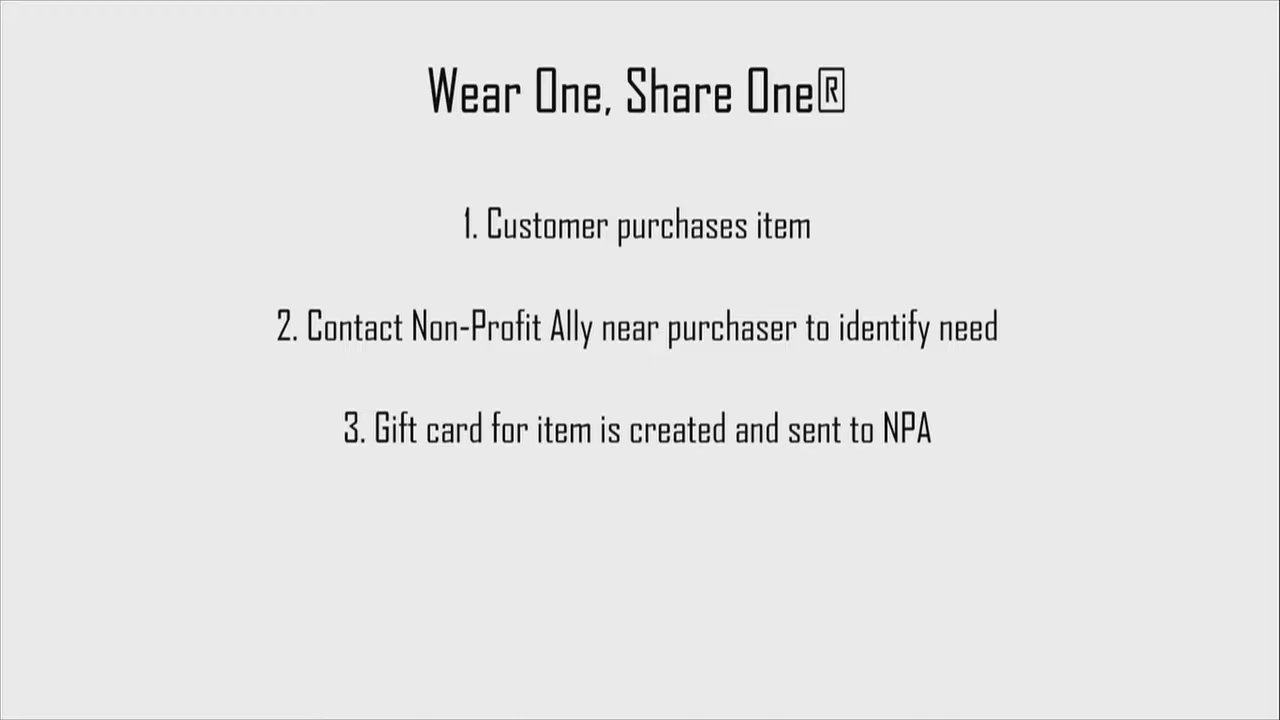 Wear One, Share One®
1. Customer purchases item
2. Contact Non-Profit Ally near purchaser to identify need
3. Gift card for item is created and sent to NPA